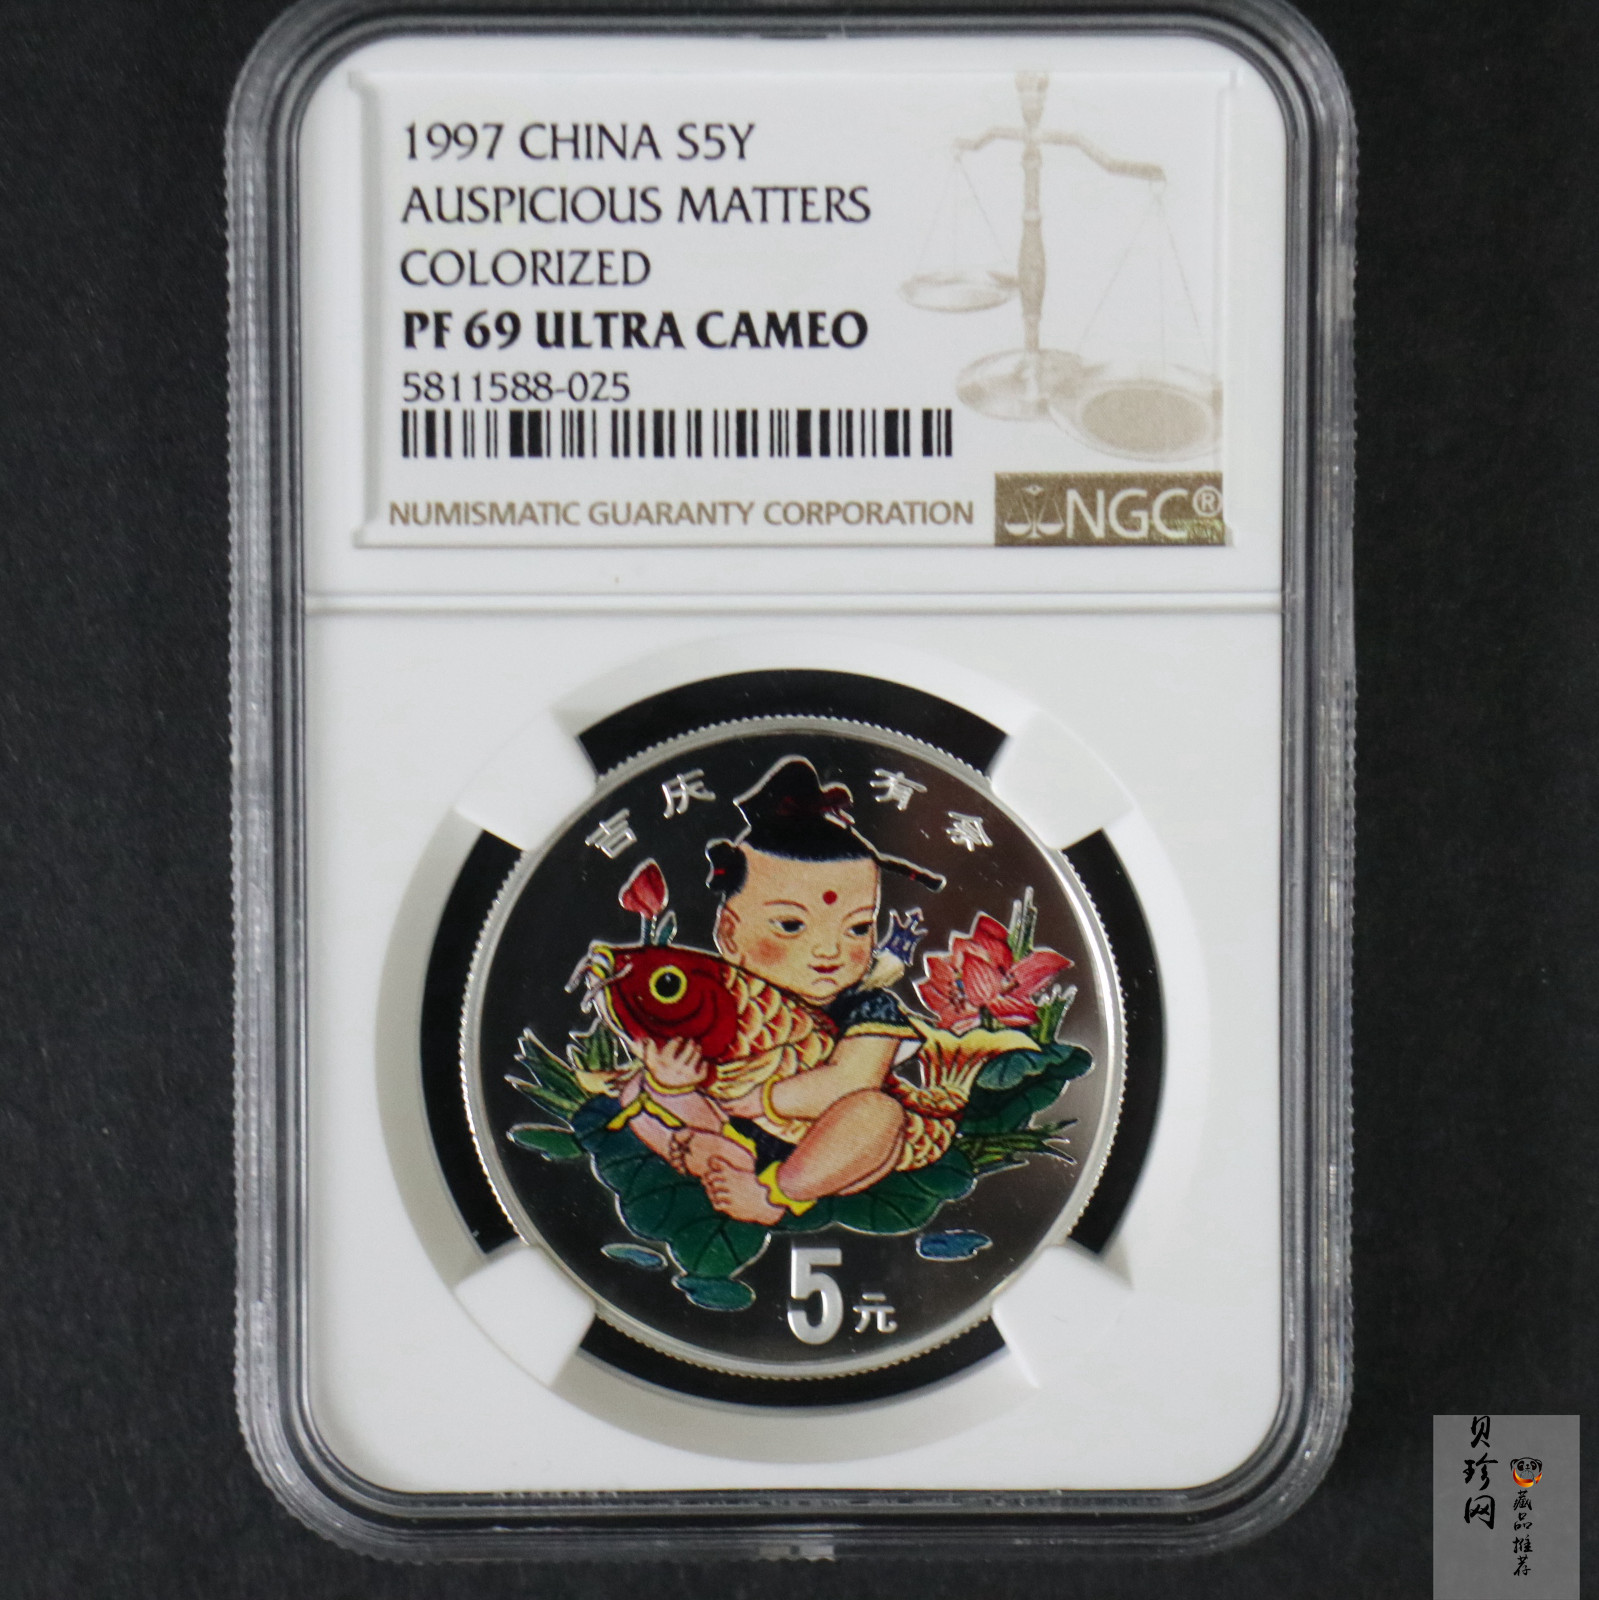 1997 CHINA S5Y
AUSPICIOUS MATTERS
COLORIZED
PF 69 ULTRA CAMEO
5811588-025
NUMISMATIC GUARANTY CORPORATION
NGC®
吉庆有余
5元
贝珍网
藏品推荐